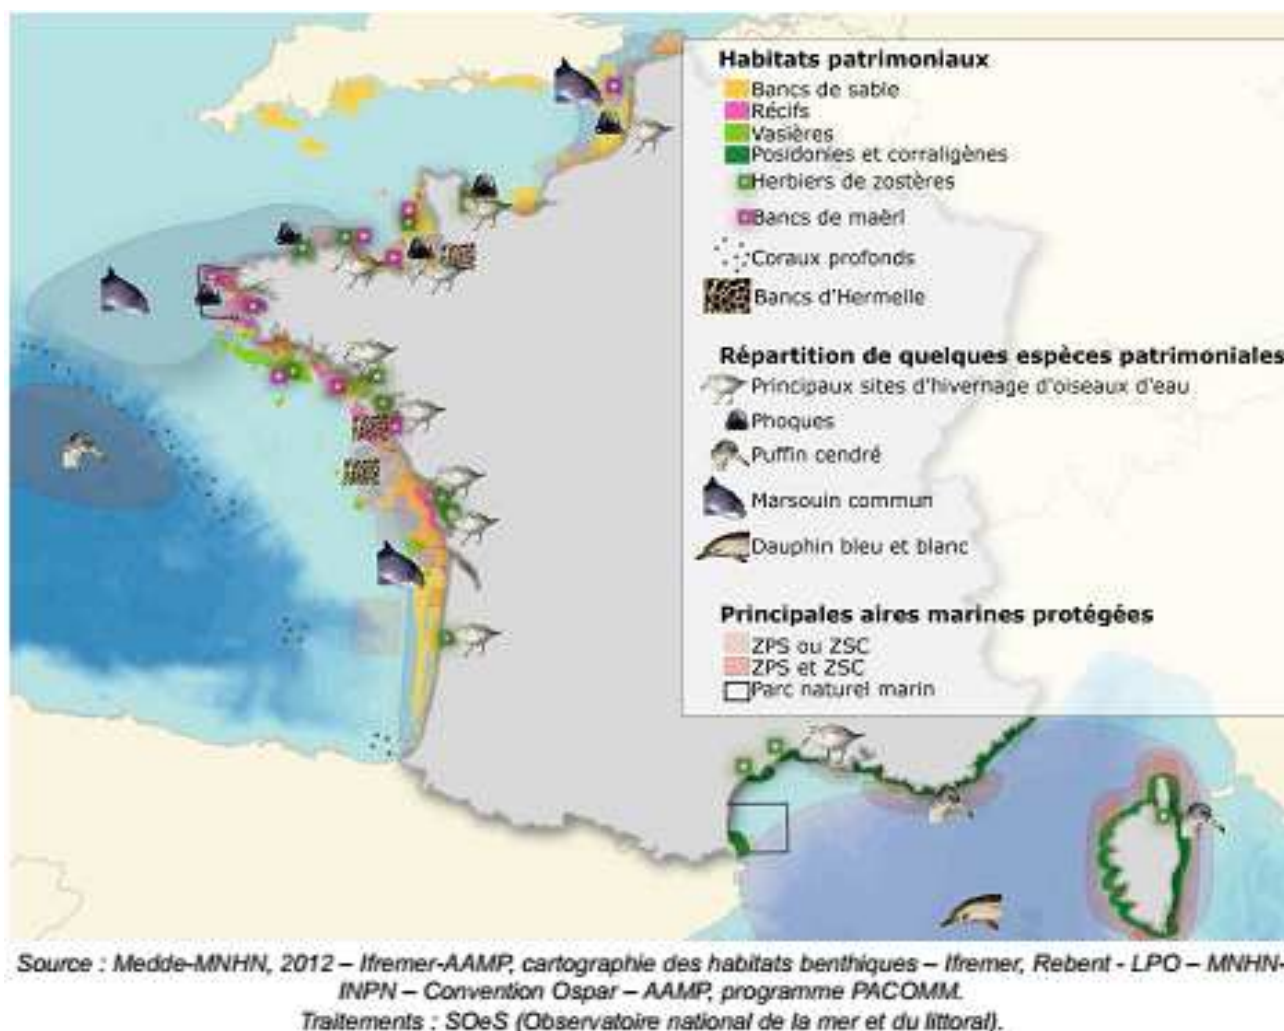 Habitats patrimoniaux
Bancs de sable
Récifs
Vasières
Posidonies et corraligènes
Herbiers de zostères
Bancs de maërl
Coraux profonds
Bancs d'Hermelle
Répartition de quelques espèces patrimoniales
Principaux sites d'hivernage d'oiseaux d'eau
Phoques
Puffin cendré
Marsouin commun
Dauphin bleu et blanc
Principales aires marines protégées
ZPS ou ZSC
ZPS et ZSC
Parc naturel marin
Source : Medde-MNHN, 2012 – Ifremer-AAMP, cartographie des habitats benthiques – Ifremer, Rebent - LPO – MNHN-
INPN – Convention Ospar – AAMP, programme PACOMM.
Traitements : SOeS (Observatoire national de la mer et du littoral).